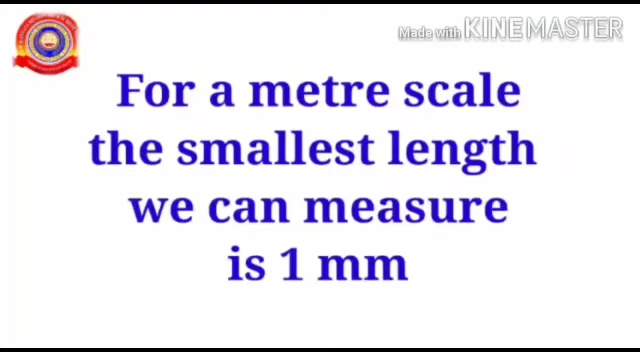 Made with KINEMASTER
For a metre scale
the smallest length
we can measure
is 1 mm